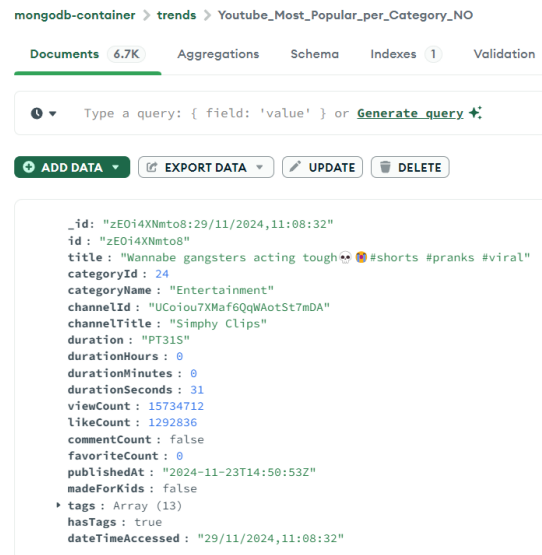 mongodb-container > trends > Youtube_Most_Popular_per_Category_NO
Documents 6.7K Aggregations Schema Indexes 1 Validation
Type a query: { field: 'value' } or Generate query
ADD DATA EXPORT DATA UPDATE DELETE
_id: "zEOi4XNmto8:29/11/2024,11:08:32"
id : "zEOi4XNmto8"
title : "Wannabe gangsters acting tough💀🤯#shorts #pranks #viral"
categoryId : 24
categoryName : "Entertainment"
channelId : "UCoiou7XMaf6QqWAotSt7mDA"
channelTitle : "Simphy Clips"
duration : "PT31S"
durationHours : 0
durationMinutes : 0
durationSeconds : 31
viewCount : 15734712
likeCount : 1292836
commentCount : false
favoriteCount : 0
publishedAt : "2024-11-23T14:50:53Z"
madeForKids : false
tags : Array (13)
hasTags : true
dateTimeAccessed : "29/11/2024,11:08:32"